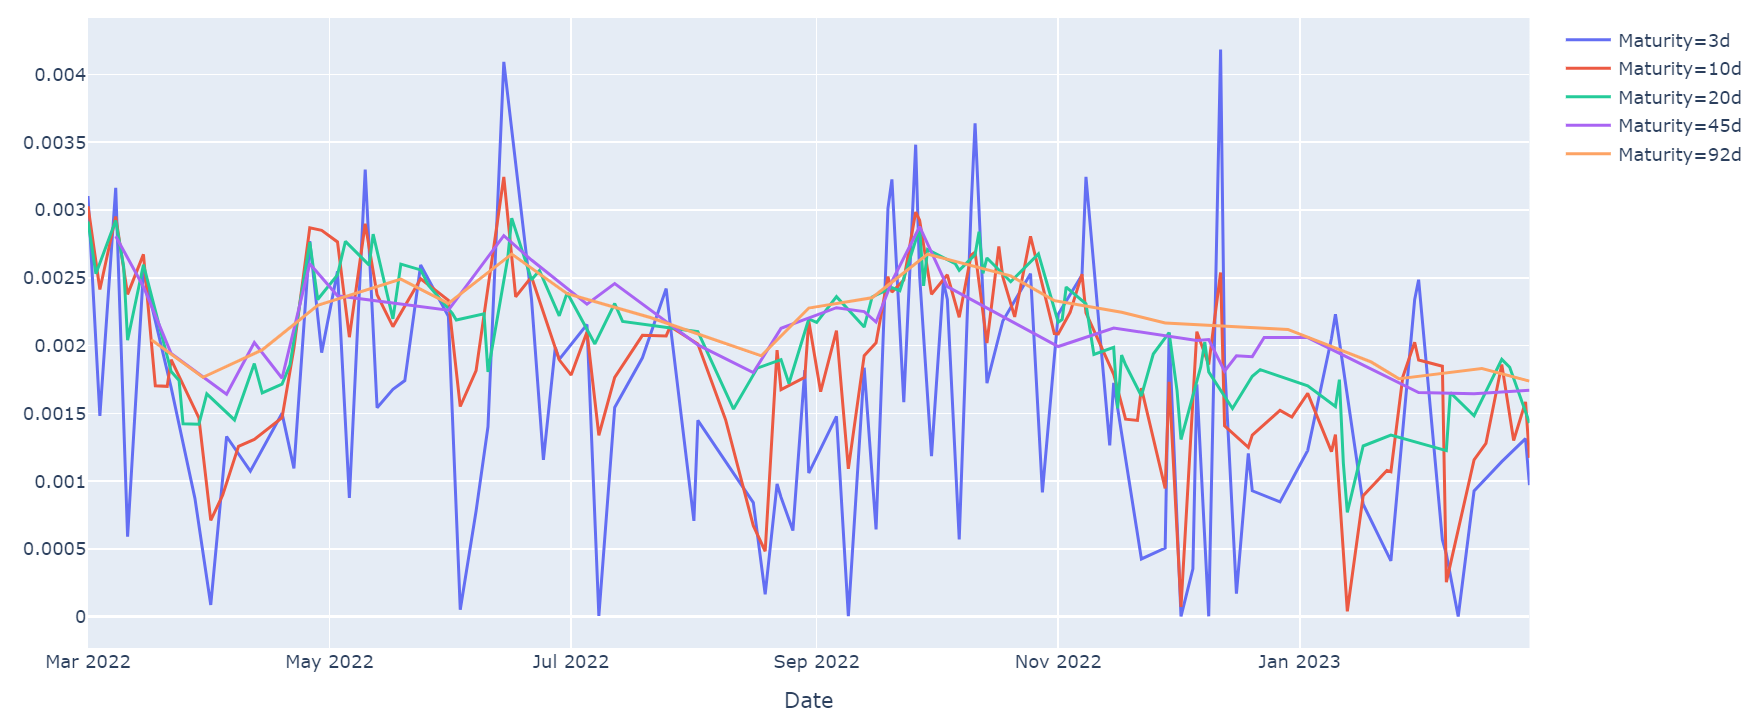 0.004
0.0035
0.003
0.0025
0.002
0.0015
0.001
0.0005
0
Mar 2022
May 2022
Jul 2022
Sep 2022
Nov 2022
Jan 2023
Date
Maturity=3d
Maturity=10d
Maturity=20d
Maturity=45d
Maturity=92d